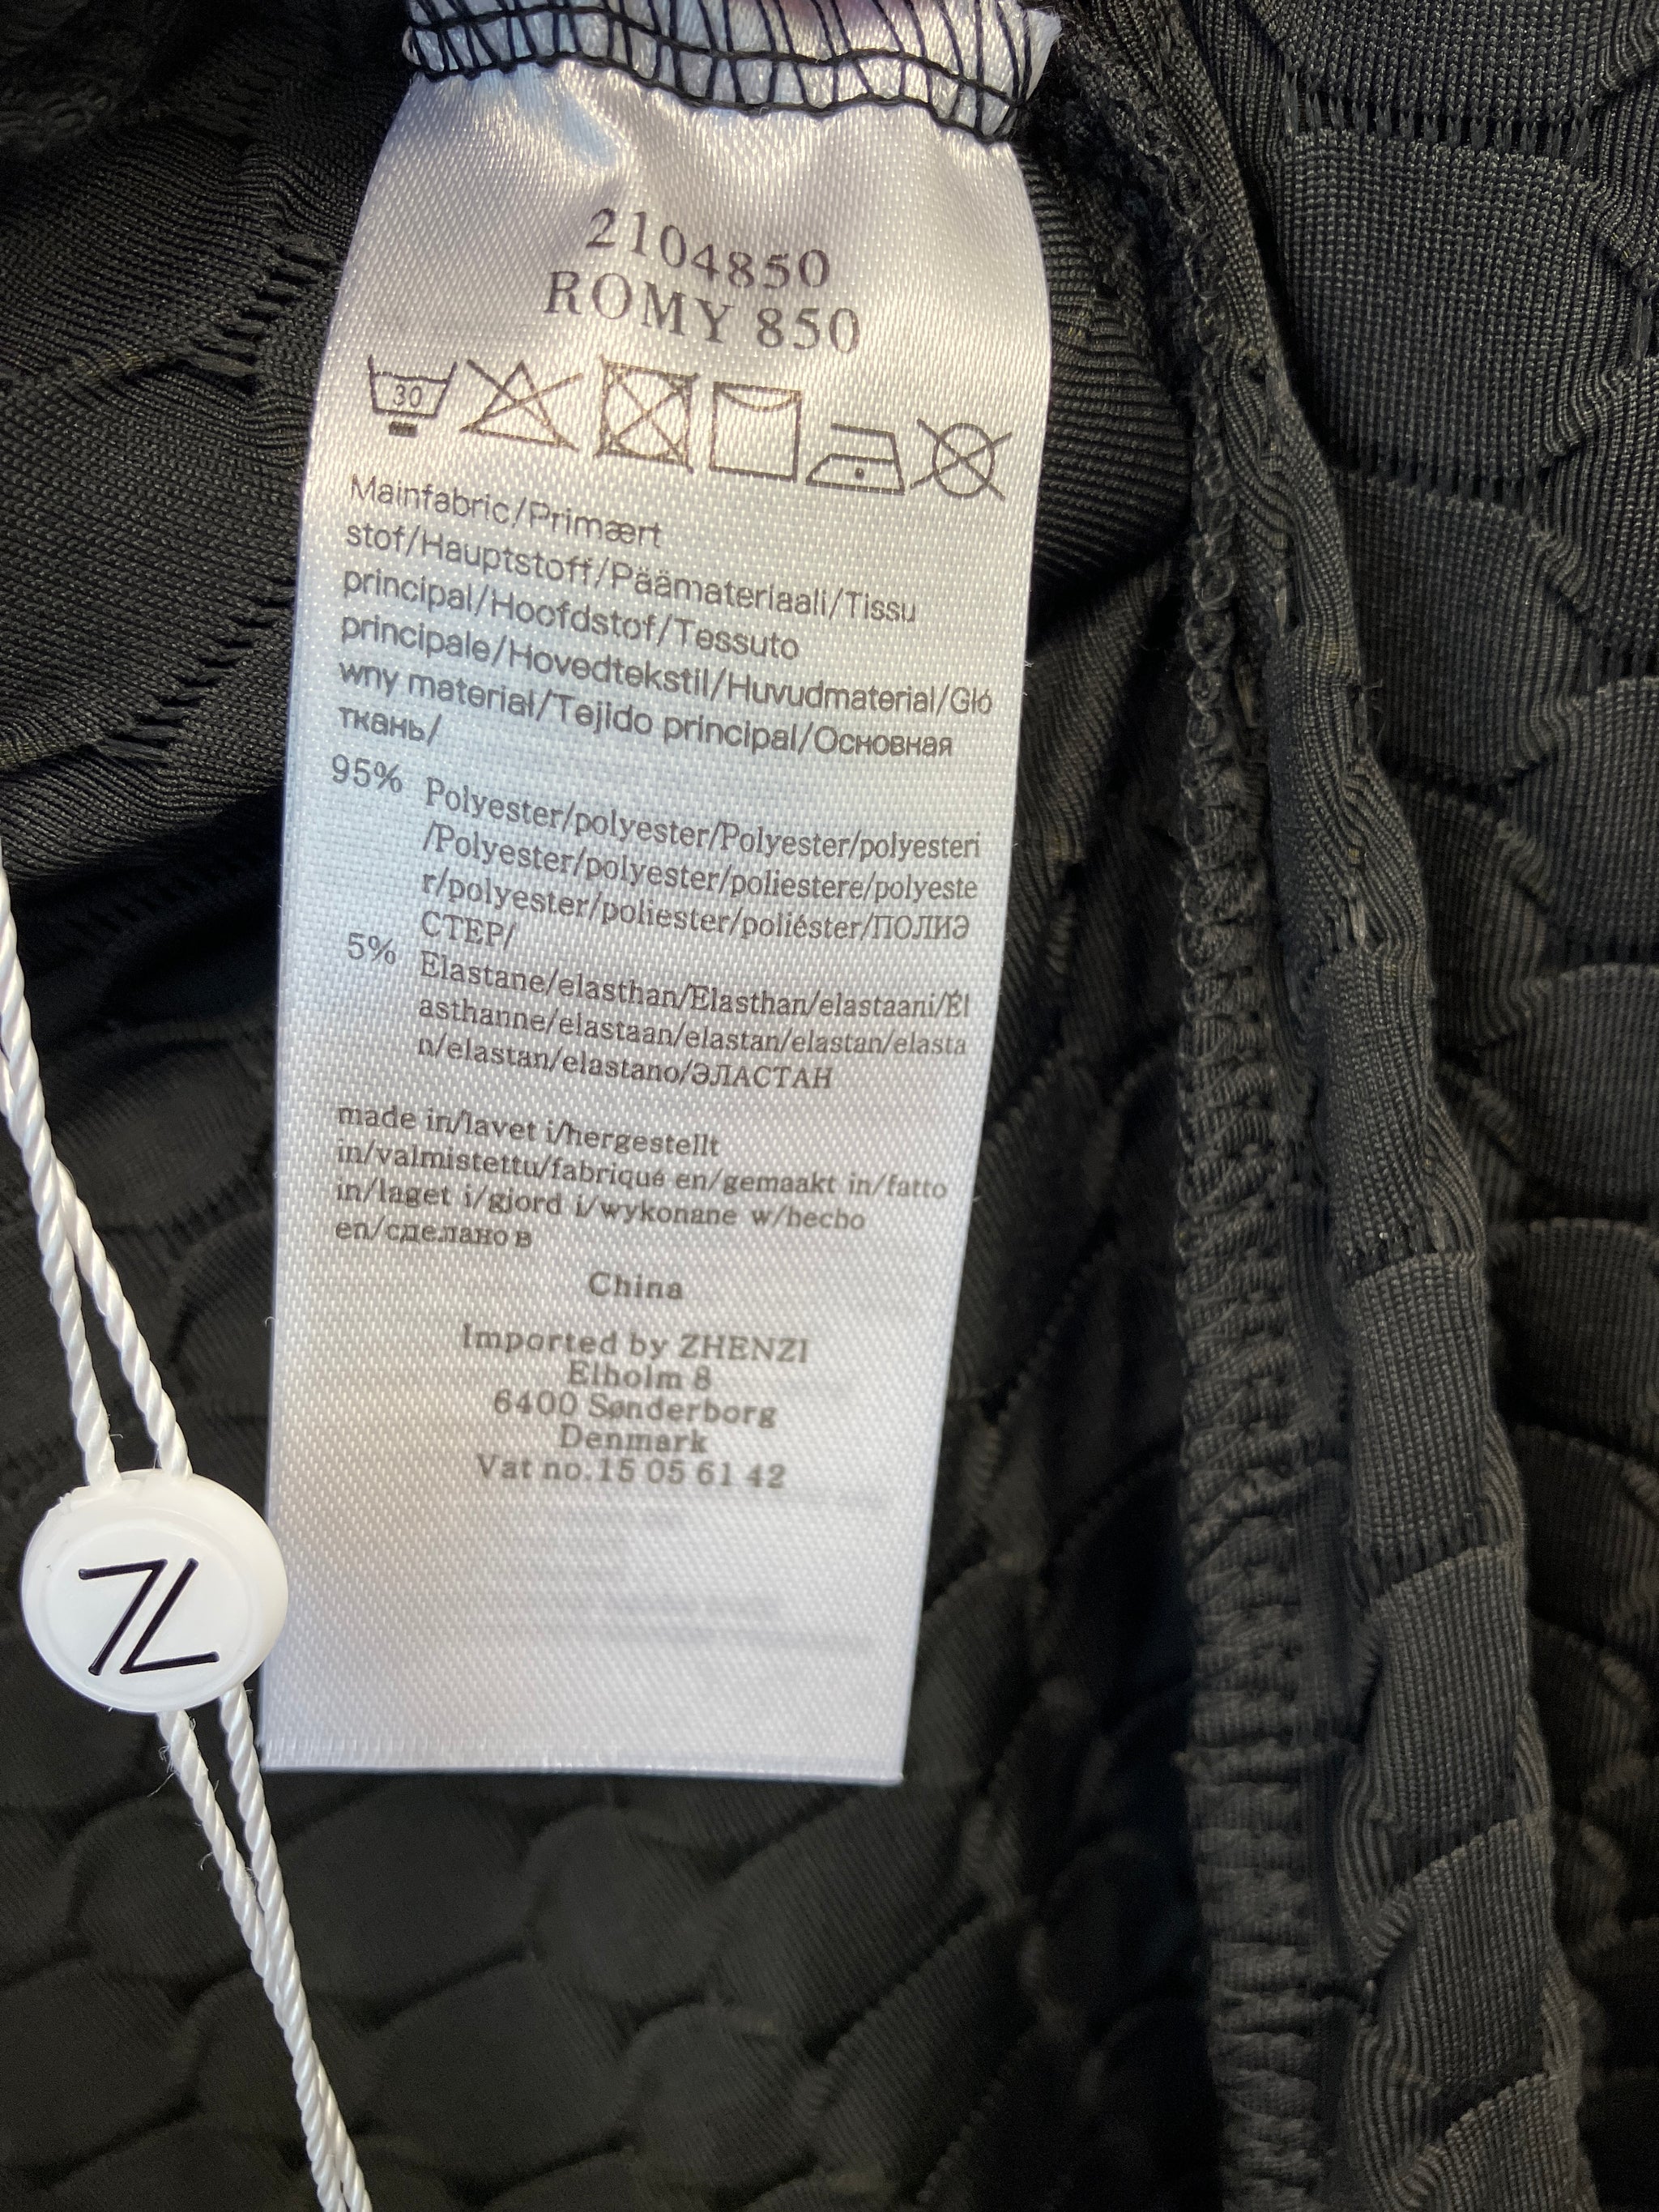 2104850
ROMY 850
30
Mainfabric/Primært
stof/Hauptstoff/Päämateriaali/Tissu
principal/Hoofdstof/Tessuto
principale/Hovedtekstil/Huvudmaterial/Głó
wny materiał/Tejido principal/Основная
ткань/
95% Polyester/polyester/Polyester/polyesteri
/Polyester/polyester/poliestere/polyeste
r/polyester/poliester/poliéster/ПОЛИЭ
СТЕР/
5% Elastane/elasthan/Elasthan/elastaani/Él
asthanne/elastaan/elastan/elastan/elasta
n/elastan/elastano/ЭЛАСТАН
made in/lavet i/hergestellt
in/valmistettu/fabriqué en/gemaakt in/fatto
in/laget i/gjord i/wykonane w/hecho
en/сделано в
China
Imported by ZHENZI
Elholm 8
6400 Sønderborg
Denmark
Vat no. 15 05 61 42